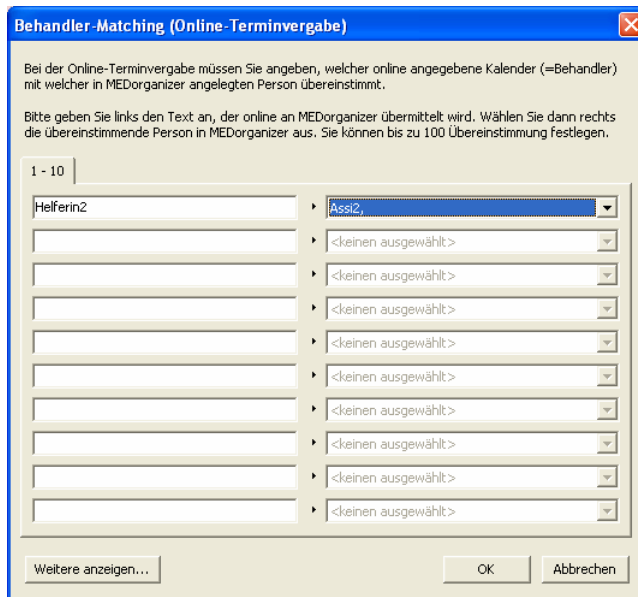 Behandler-Matching (Online-Terminvergabe)
Bei der Online-Terminvergabe müssen Sie angeben, welcher online angegebene Kalender (=Behandler)
mit welcher in MEDorganizer angelegten Person übereinstimmt.
Bitte geben Sie links den Text an, der online an MEDorganizer übermittelt wird. Wählen Sie dann rechts
die übereinstimmende Person in MEDorganizer aus. Sie können bis zu 100 Übereinstimmung festlegen.
1 - 10
Helferin2 Assi2,
<keinen ausgewählt>
<keinen ausgewählt>
<keinen ausgewählt>
<keinen ausgewählt>
<keinen ausgewählt>
<keinen ausgewählt>
<keinen ausgewählt>
<keinen ausgewählt>
<keinen ausgewählt>
Weitere anzeigen... OK Abbrechen